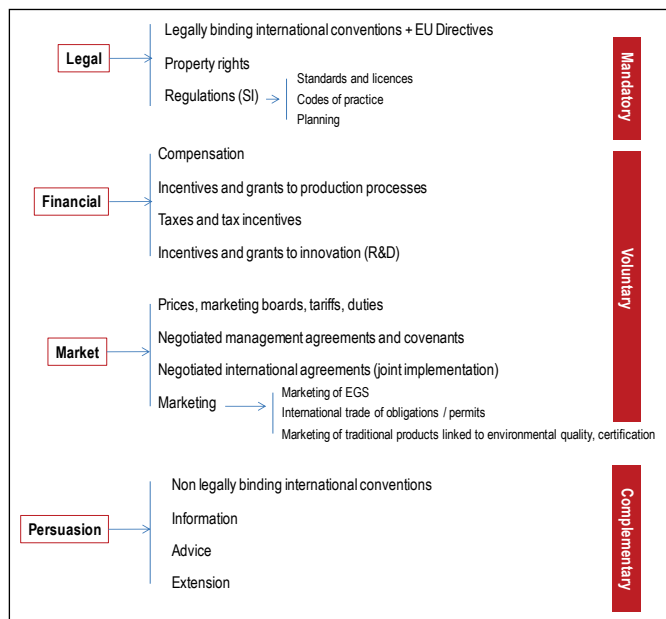 Legal
Legally binding international conventions + EU Directives
Property rights
Regulations (SI)
Standards and licences
Codes of practice
Planning
Mandatory
Financial
Compensation
Incentives and grants to production processes
Taxes and tax incentives
Incentives and grants to innovation (R&D)
Voluntary
Market
Prices, marketing boards, tariffs, duties
Negotiated management agreements and covenants
Negotiated international agreements (joint implementation)
Marketing
Marketing of EGS
International trade of obligations / permits
Marketing of traditional products linked to environmental quality, certification
Persuasion
Non legally binding international conventions
Information
Advice
Extension
Complementary